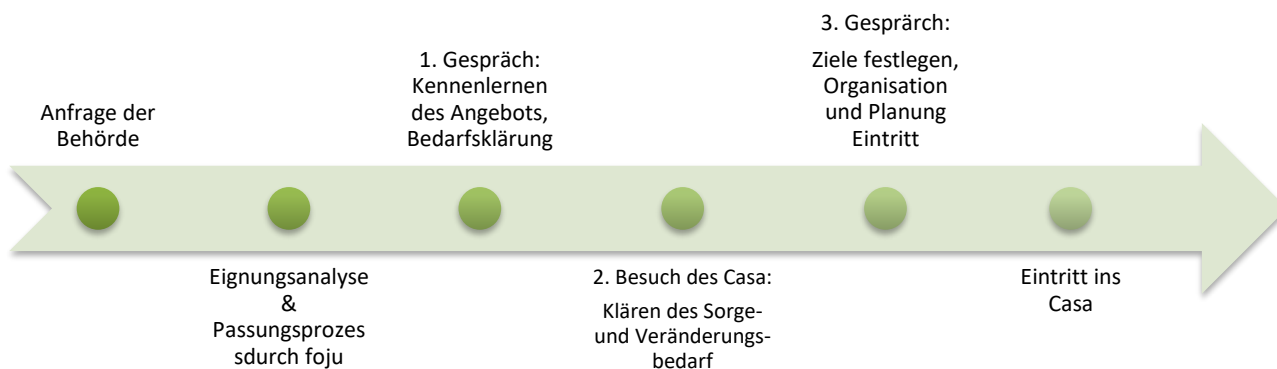 Anfrage der
Behörde
Eignungsanalyse
&
Passungsprozes
sdurch foju
1. Gespräch:
Kennenlernen
des Angebots,
Bedarfsklärung
2. Besuch des Casa:
Klären des Sorge-
und Veränderungs-
bedarf
3. Gesprärch:
Ziele festlegen,
Organisation
und Planung
Eintritt
Eintritt ins
Casa